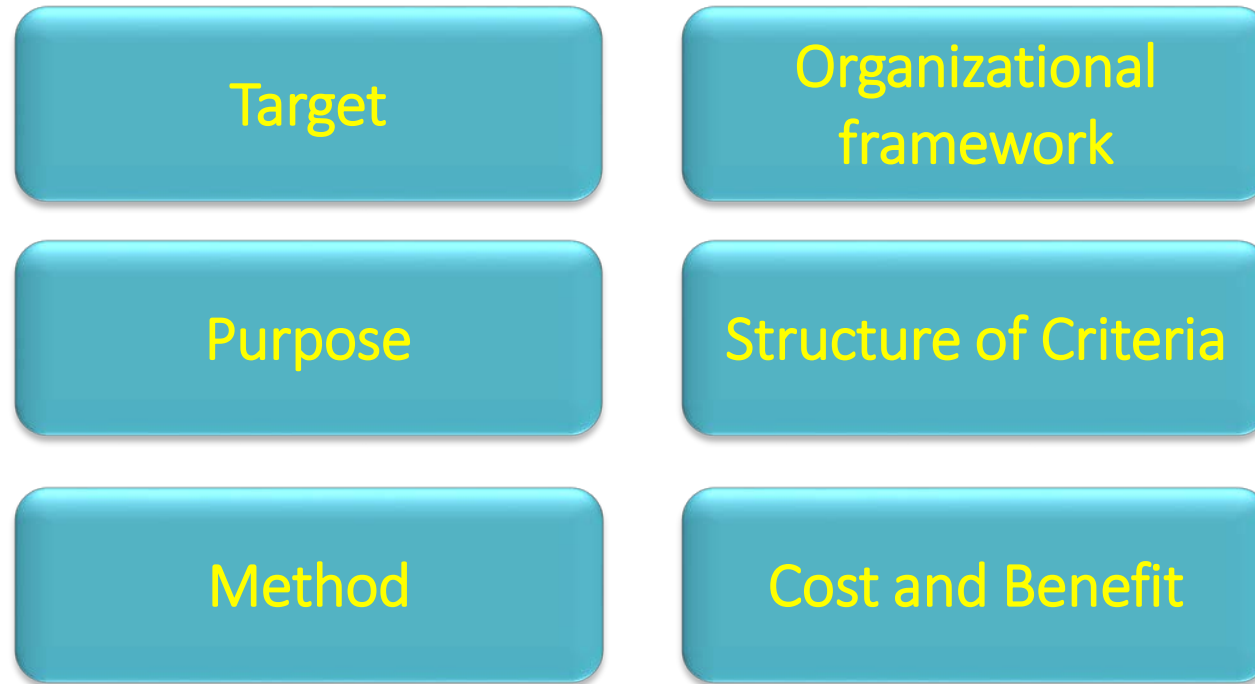 Target
Organizational
framework
Purpose
Structure of Criteria
Method
Cost and Benefit